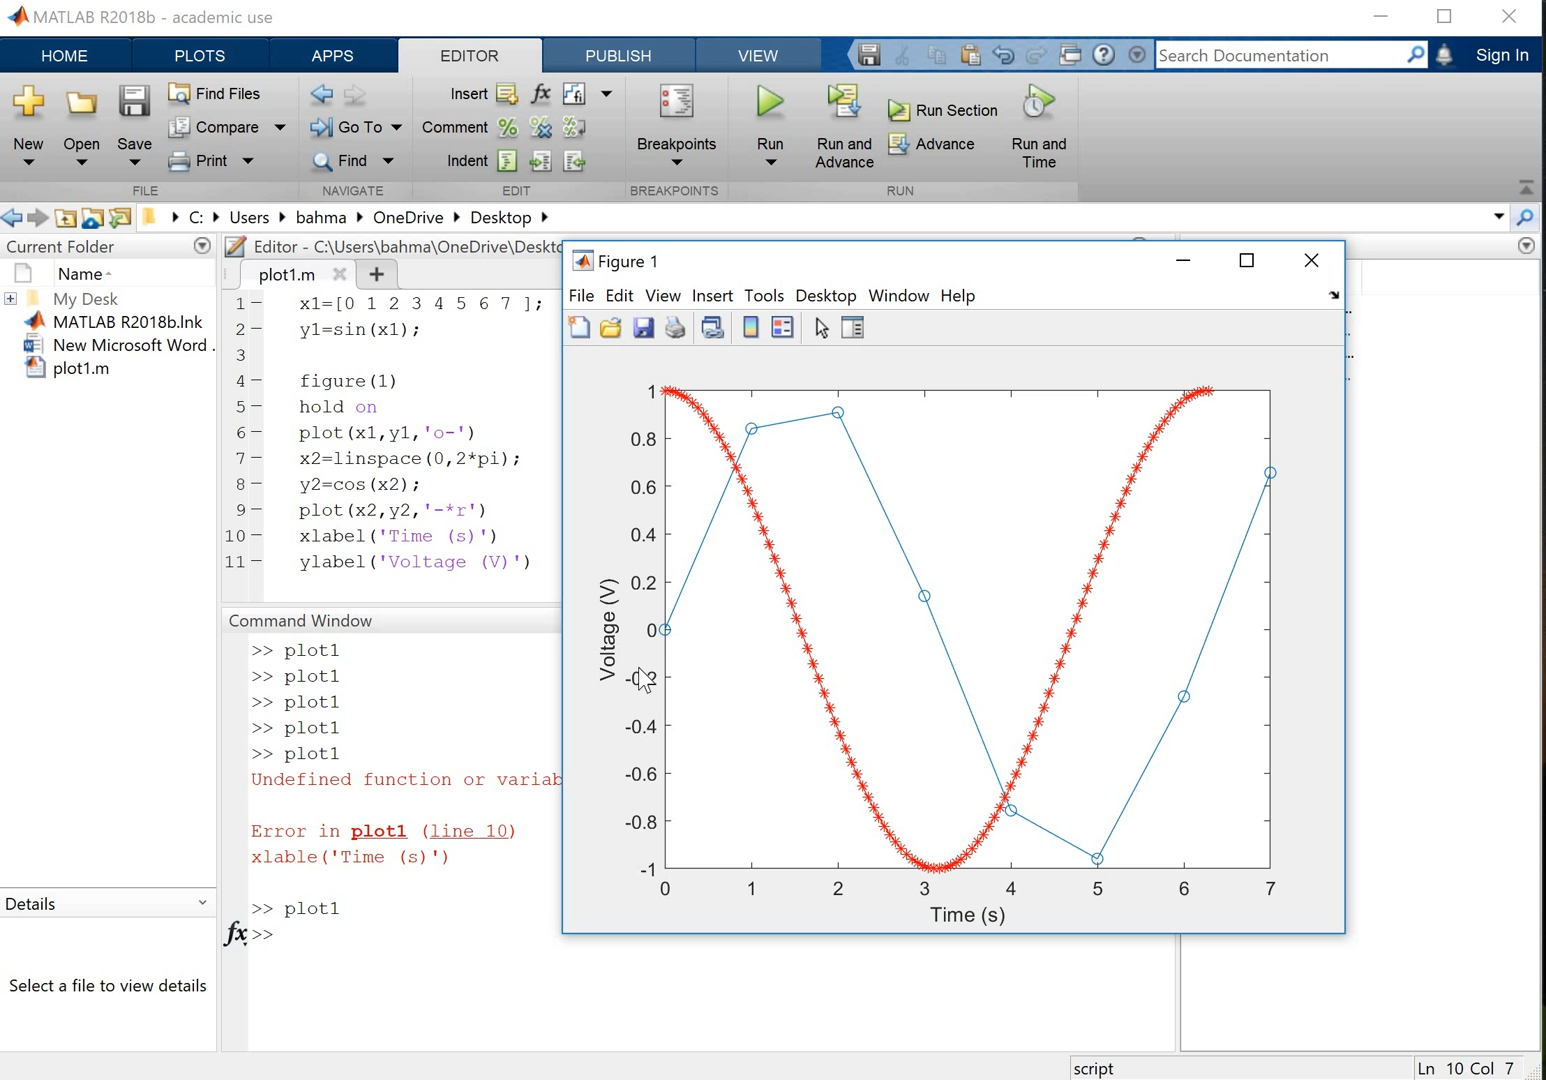 MATLAB R2018b - academic use
HOME PLOTS APPS EDITOR PUBLISH VIEW Search Documentation Sign In
New Open Save Find Files Compare Print
Go To Find
Insert fx
Comment
Indent
Breakpoints
Run Run and Advance Run Section Advance Run and Time
FILE NAVIGATE EDIT BREAKPOINTS RUN
C: Users bahma OneDrive Desktop
Current Folder
Name
My Desk
MATLAB R2018b.lnk
New Microsoft Word .
plot1.m
Editor - C:\Users\bahma\OneDrive\Deskto
plot1.m
1 x1=[0 1 2 3 4 5 6 7 ];
2 y1=sin(x1);
3
4 figure(1)
5 hold on
6 plot(x1,y1,'o-')
7 x2=linspace(0,2*pi);
8 y2=cos(x2);
9 plot(x2,y2,'-*r')
10 xlabel('Time (s)')
11 ylabel('Voltage (V)')
Command Window
>> plot1
>> plot1
>> plot1
>> plot1
>> plot1
Undefined function or variab
Error in plot1 (line 10)
xlable('Time (s)')
>> plot1
fx >>
Details
Select a file to view details
Figure 1
File Edit View Insert Tools Desktop Window Help
1
0.8
0.6
0.4
0.2
0
-0.2
-0.4
-0.6
-0.8
-1
Voltage (V)
0 1 2 3 4 5 6 7
Time (s)
script
Ln 10 Col 7